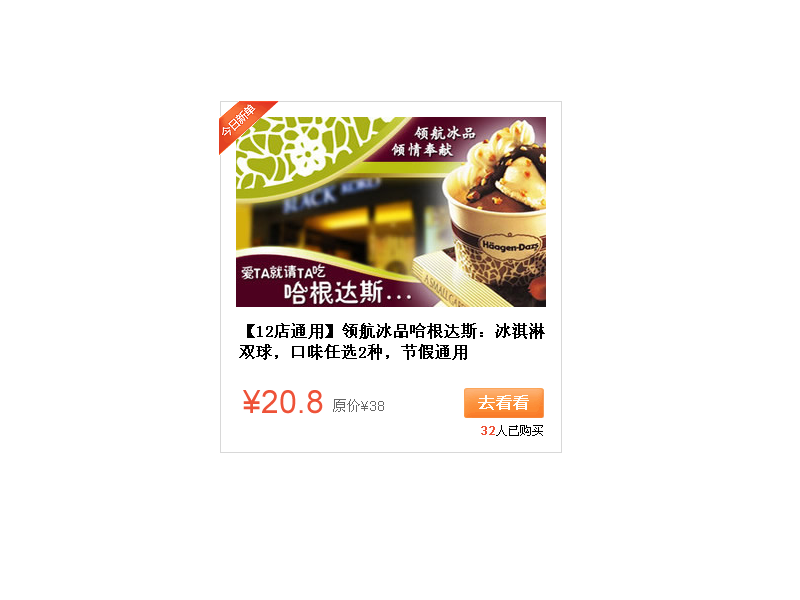 今日新单
领航冰品
倾情奉献
BLACK
Häagen-Dazs
爱TA就请TA吃
哈根达斯...
【12店通用】领航冰品哈根达斯：冰淇淋
双球，口味任选2种，节假通用
¥20.8 原价¥38
去看看
32人已购买